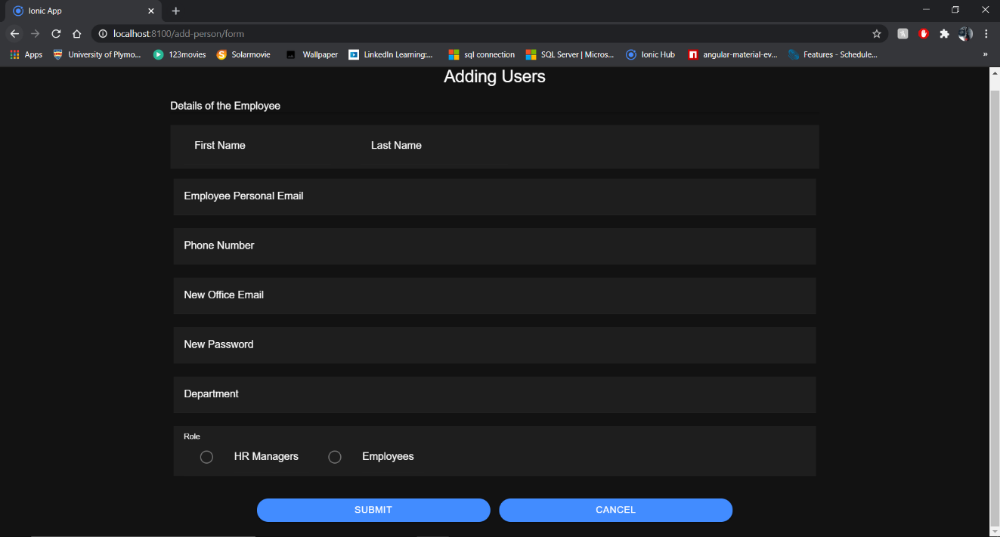 Ionic App
localhost:8100/add-person/form
Apps University of Plymo... 123movies Solarmovie Wallpaper LinkedIn Learning:... sql connection SQL Server | Micros... Ionic Hub angular-material-ev... Features - Schedule... »
Adding Users
Details of the Employee
First Name Last Name
Employee Personal Email
Phone Number
New Office Email
New Password
Department
Role
HR Managers Employees
SUBMIT CANCEL